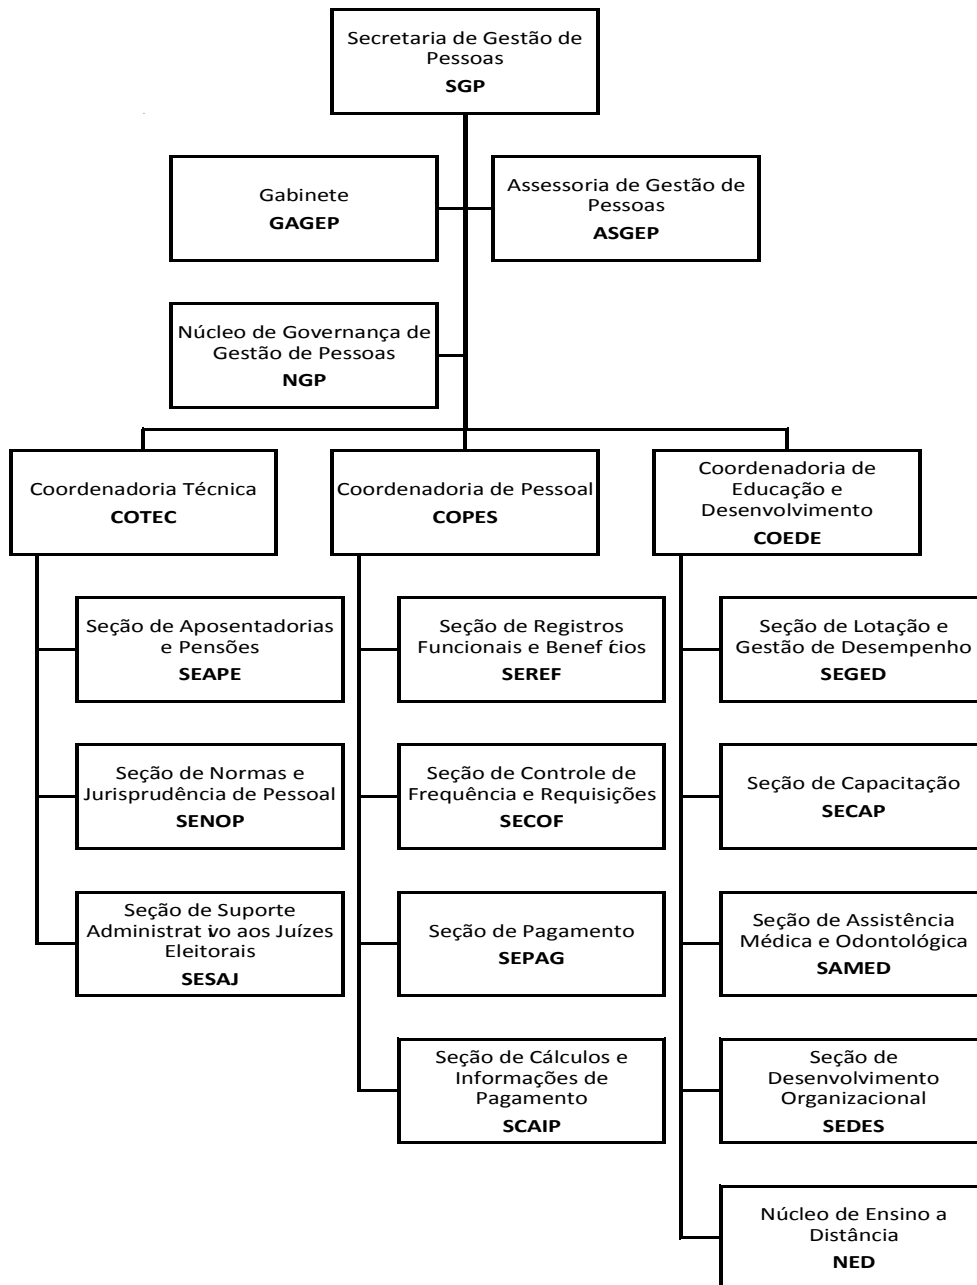 Secretaria de Gestão de
Pessoas
SGP
Gabinete
GAGEP
Assessoria de Gestão de
Pessoas
ASGEP
Núcleo de Governança de
Gestão de Pessoas
NGP
Coordenadoria Técnica
COTEC
Coordenadoria de Pessoal
COPES
Coordenadoria de
Educação e
Desenvolvimento
COEDE
Seção de Aposentadorias
e Pensões
SEAPE
Seção de Registros
Funcionais e Benefícios
SEREF
Seção de Lotação e
Gestão de Desempenho
SEGED
Seção de Normas e
Jurisprudência de Pessoal
SENOP
Seção de Controle de
Frequência e Requisições
SECOF
Seção de Capacitação
SECAP
Seção de Suporte
Administrativo aos Juízes
Eleitorais
SESAJ
Seção de Pagamento
SEPAG
Seção de Assistência
Médica e Odontológica
SAMED
Seção de Cálculos e
Informações de
Pagamento
SCAIP
Seção de
Desenvolvimento
Organizacional
SEDES
Núcleo de Ensino a
Distância
NED